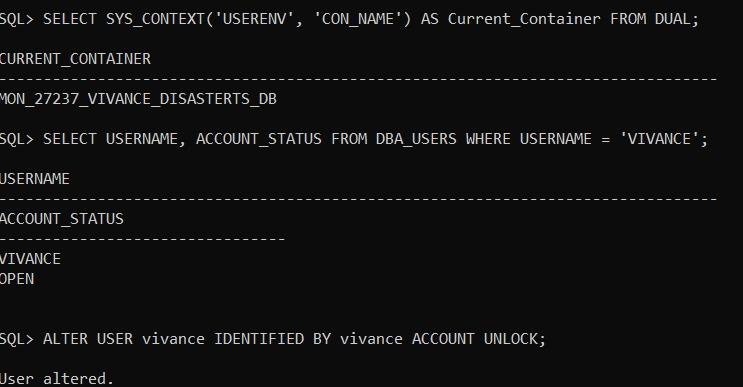 SQL> SELECT SYS_CONTEXT('USERENV', 'CON_NAME') AS Current_Container FROM DUAL;
CURRENT_CONTAINER
--------------------------------------------------------------------------------
MON_27237_VIVANCE_DISASTERTS_DB
SQL> SELECT USERNAME, ACCOUNT_STATUS FROM DBA_USERS WHERE USERNAME = 'VIVANCE';
USERNAME
--------------------------------------------------------------------------------
ACCOUNT_STATUS
--------------------------------
VIVANCE
OPEN
SQL> ALTER USER vivance IDENTIFIED BY vivance ACCOUNT UNLOCK;
User altered.